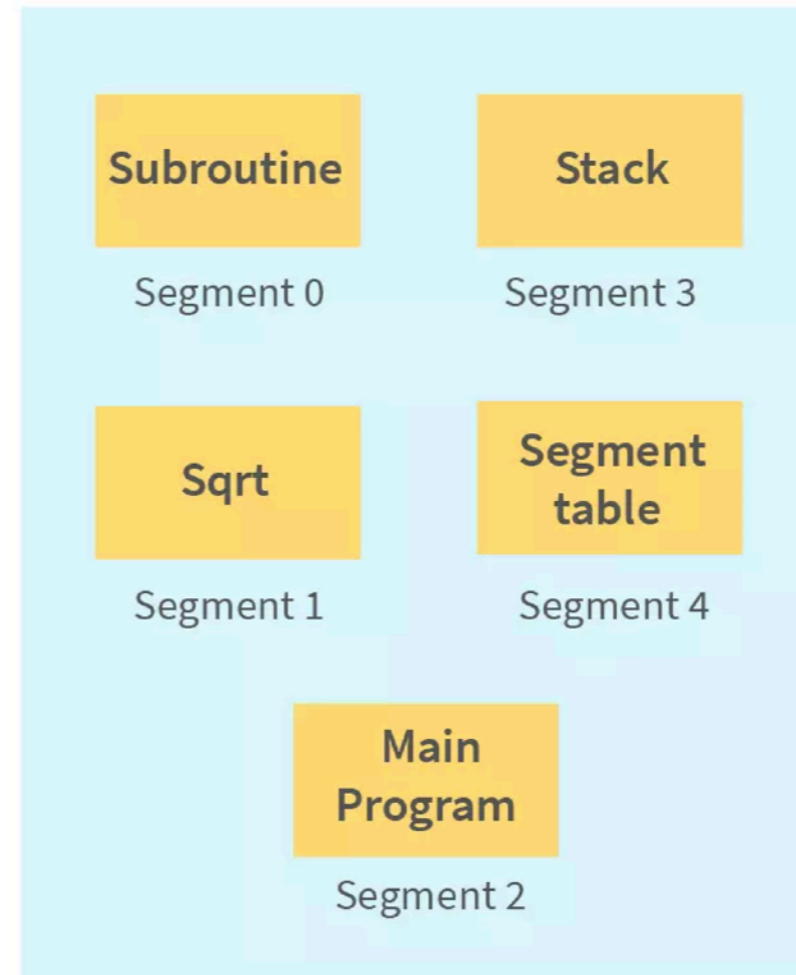 Subroutine
Segment 0
Stack
Segment 3
Sqrt
Segment 1
Segment
table
Segment 4
Main
Program
Segment 2